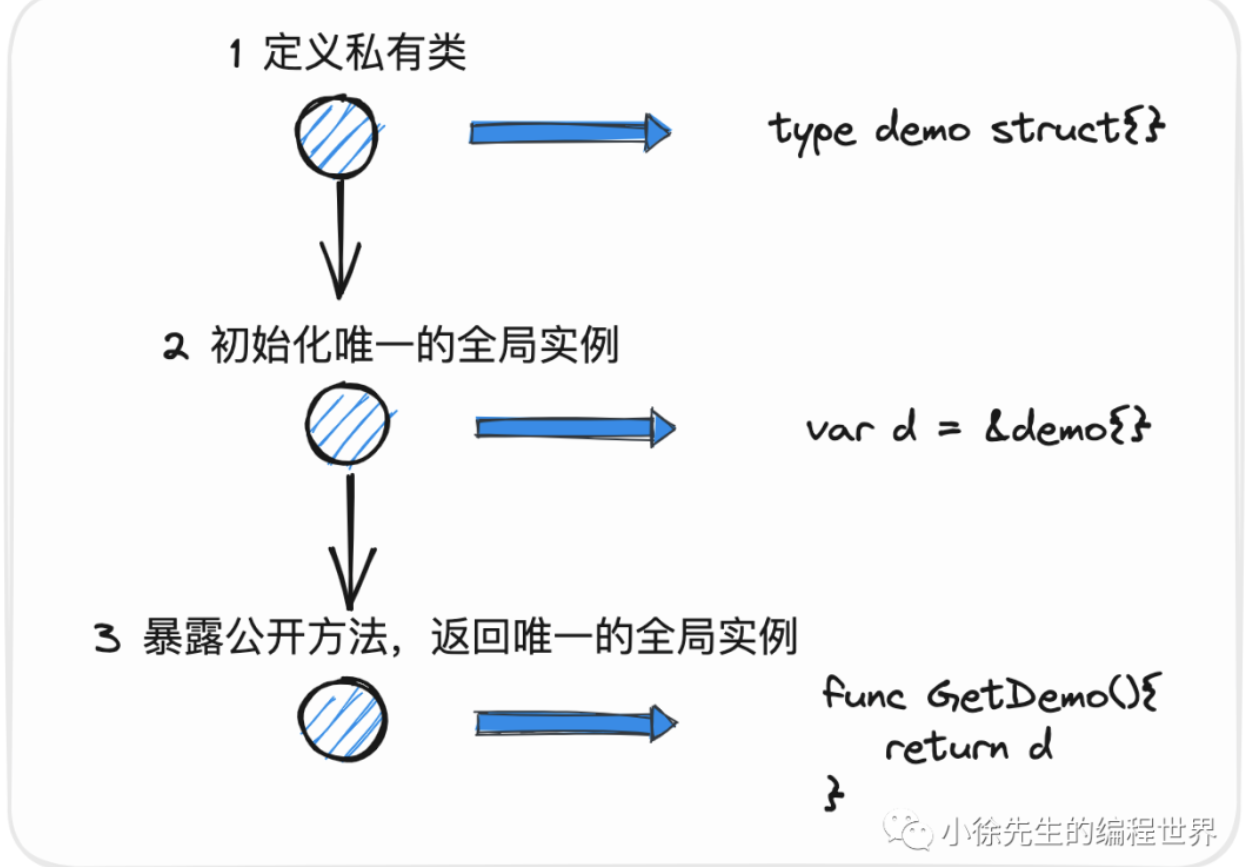 1 定义私有类
type demo struct{}
2 初始化唯一的全局实例
var d = &demo{}
3 暴露公开方法，返回唯一的全局实例
func GetDemo(){
return d
}
小徐先生的编程世界